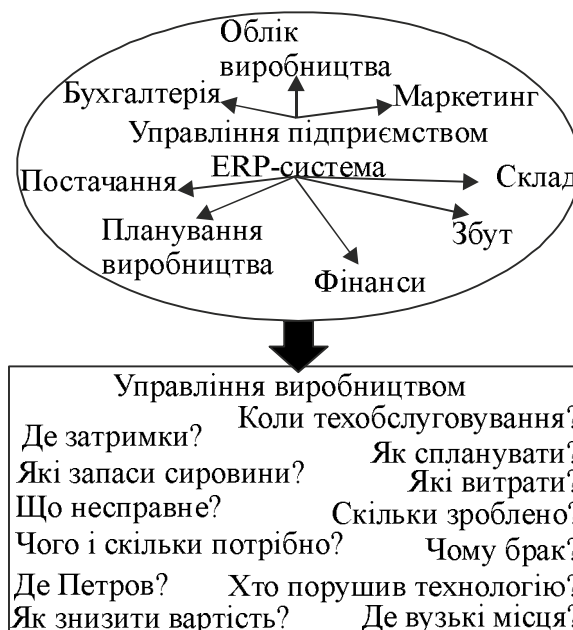 Облік
виробництва
Бухгалтерія
Маркетинг
Управління підприємством
ERP-система
Постачання
Склад
Планування
виробництва
Збут
Фінанси
Управління виробництвом
Коли техобслуговування?
Де затримки?
Як спланувати?
Які запаси сировини?
Які витрати?
Що несправне?
Скільки зроблено?
Чого і скільки потрібно?
Чому брак?
Де Петров?
Хто порушив технологію?
Як знизити вартість?
Де вузькі місця?